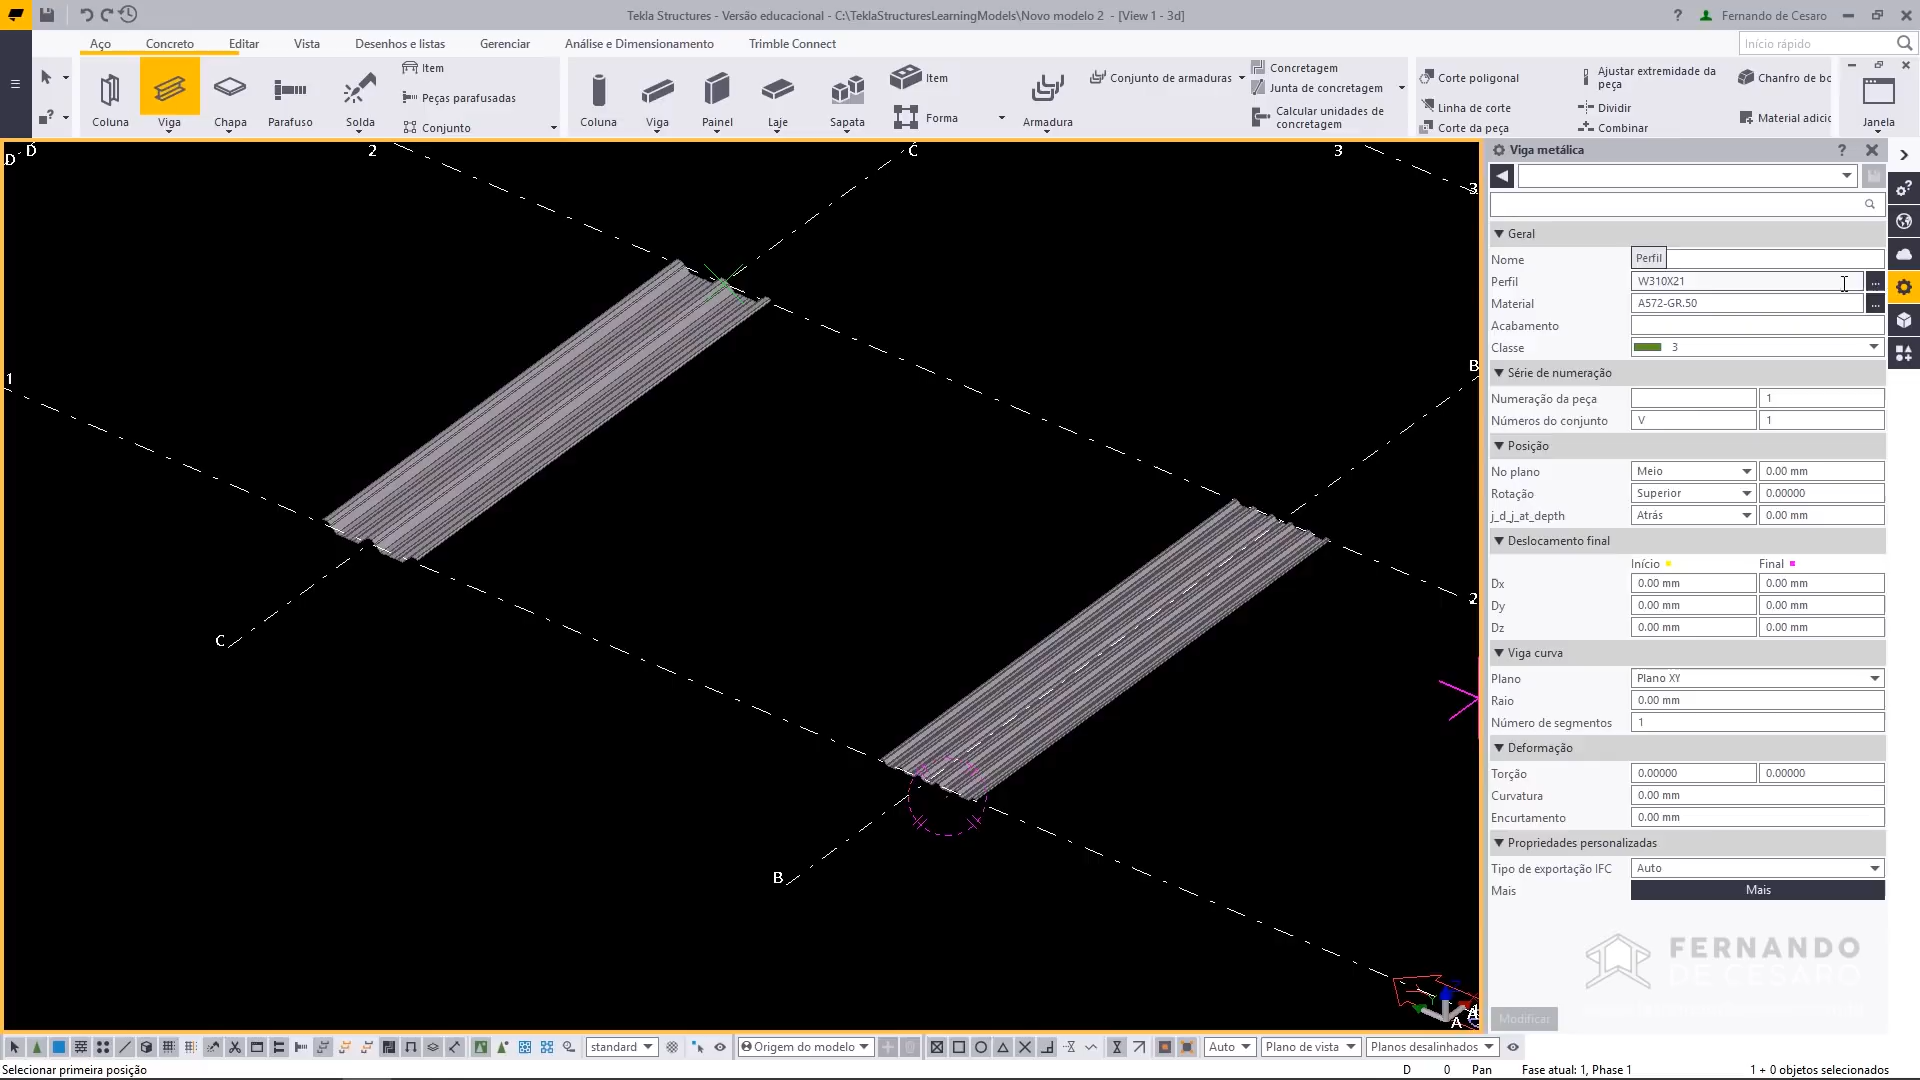 Tekla Structures - Versão educacional - C:\TeklaStructuresLearningModels\Novo modelo 2 - [View 1 - 3d]
? Fernando de Cesaro
Aço Concreto Editar Vista Desenhos e listas Gerenciar Análise e Dimensionamento Trimble Connect
Início rápido
Coluna Viga Chapa Parafuso Solda
Item
Peças parafusadas
Conjunto
Coluna Viga Painel Laje Sapata
Item
Forma
Armadura
Conjunto de armaduras
Concretagem
Junta de concretagem
Calcular unidades de
concretagem
Corte poligonal
Linha de corte
Corte da peça
Ajustar extremidade da
peça
Dividir
Combinar
Chanfro de bo
Material adicio
Janela
D D 2 C 3
3
1
B
2
C
B
A A
Viga metálica ?
Geral
Nome
Perfil
Perfil W310X21 ...
Material A572-GR.50 ...
Acabamento
Classe 3
Série de numeração
Numeração da peça 1
Números do conjunto V 1
Posição
No plano Meio 0.00 mm
Rotação Superior 0.00000
j_d_j_at_depth Atrás 0.00 mm
Deslocamento final
Início Final
Dx 0.00 mm 0.00 mm
Dy 0.00 mm 0.00 mm
Dz 0.00 mm 0.00 mm
Viga curva
Plano Plano XY
Raio 0.00 mm
Número de segmentos 1
Deformação
Torção 0.00000 0.00000
Curvatura 0.00 mm
Encurtamento 0.00 mm
Propriedades personalizadas
Tipo de exportação IFC Auto
Mais Mais
FERNANDO
DE CESARO
Modificar
standard Origem do modelo Auto Plano de vista Planos desalinhados
Selecionar primeira posição D 0 Pan Fase atual: 1, Phase 1 1 + 0 objetos selecionados